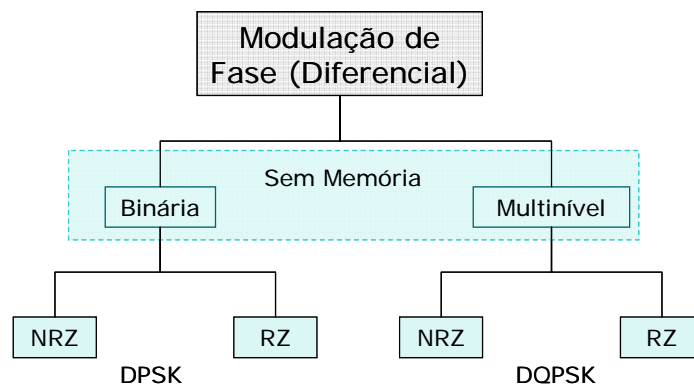 Modulação de
Fase (Diferencial)
Sem Memória
Binária
Multinível
NRZ
RZ
NRZ
RZ
DPSK
DQPSK